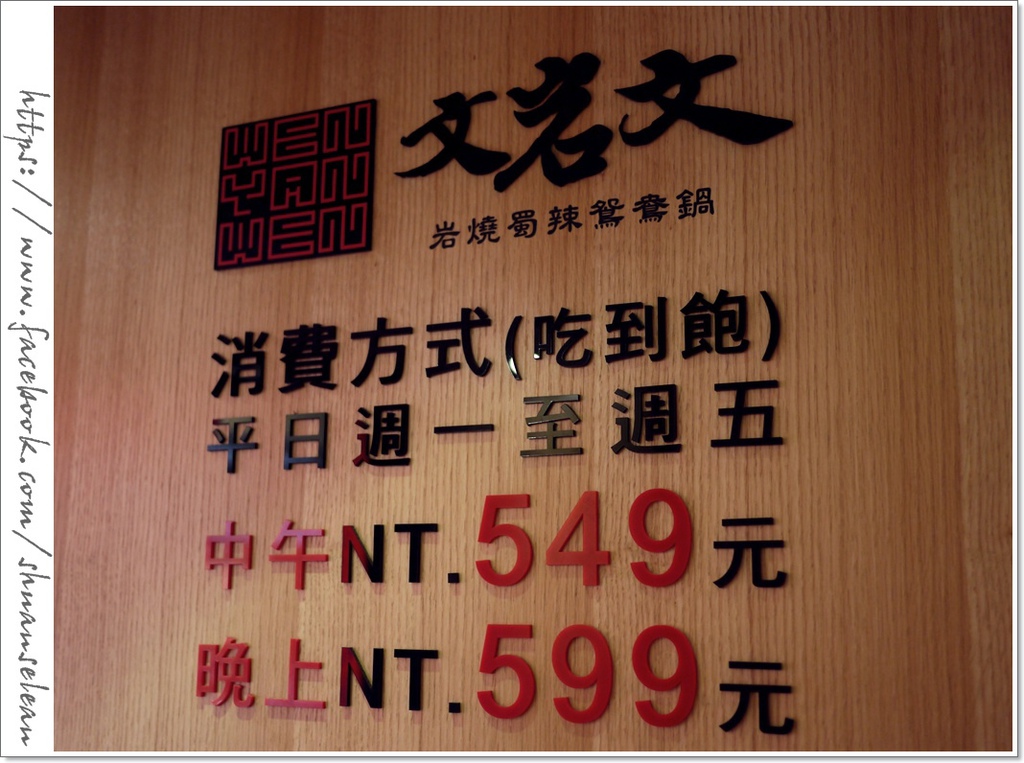 WEN
YAN
WEN
文岩文
岩燒蜀辣鴛鴦鍋
消費方式(吃到飽)
平日週一至週五
中午NT.549元
晚上NT.599元
https://www.facebook.com/shuanselean